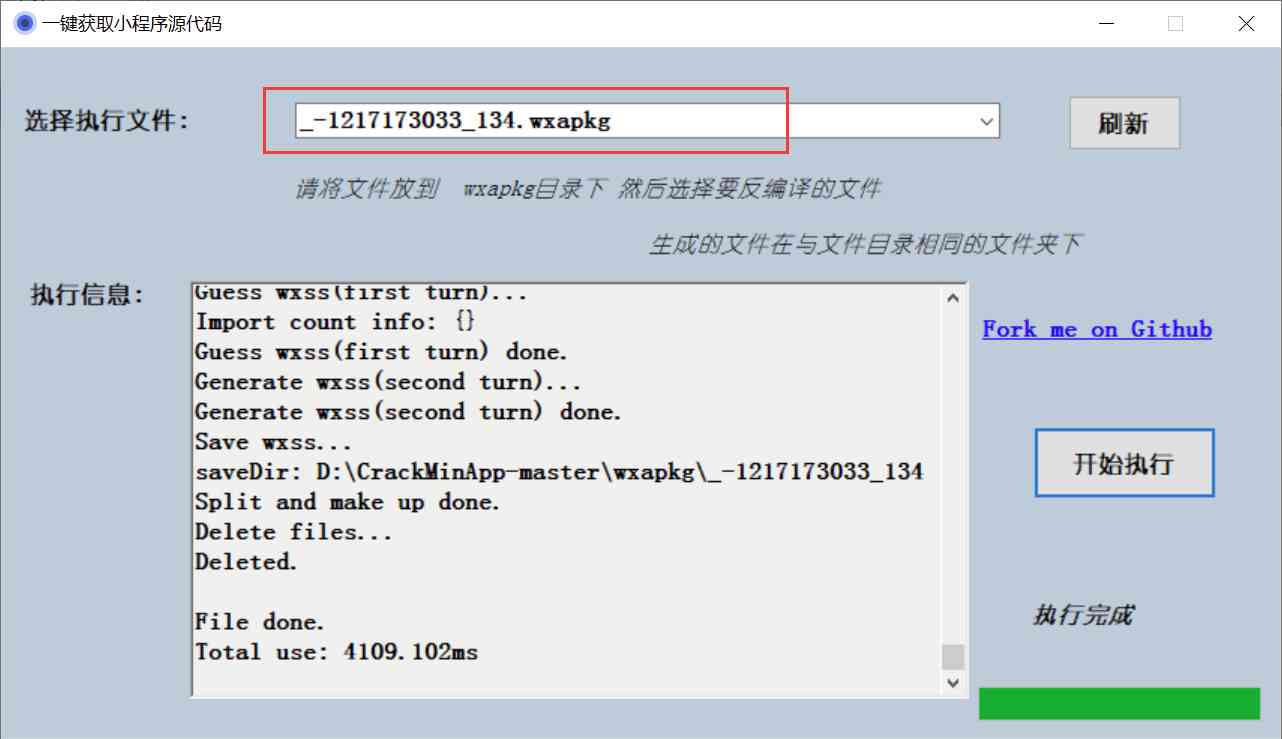 一键获取小程序源代码
选择执行文件：
_-1217173033_134.wxapkg
刷新
请将文件放到 wxapkg目录下 然后选择要反编译的文件
生成的文件在与文件目录相同的文件夹下
执行信息：
Guess wxss(first turn)...
Import count info: {}
Guess wxss(first turn) done.
Generate wxss(second turn)...
Generate wxss(second turn) done.
Save wxss...
saveDir: D:\CrackMinApp-master\wxapkg\_-1217173033_134
Split and make up done.
Delete files...
Deleted.
File done.
Total use: 4109.102ms
Fork me on Github
开始执行
执行完成